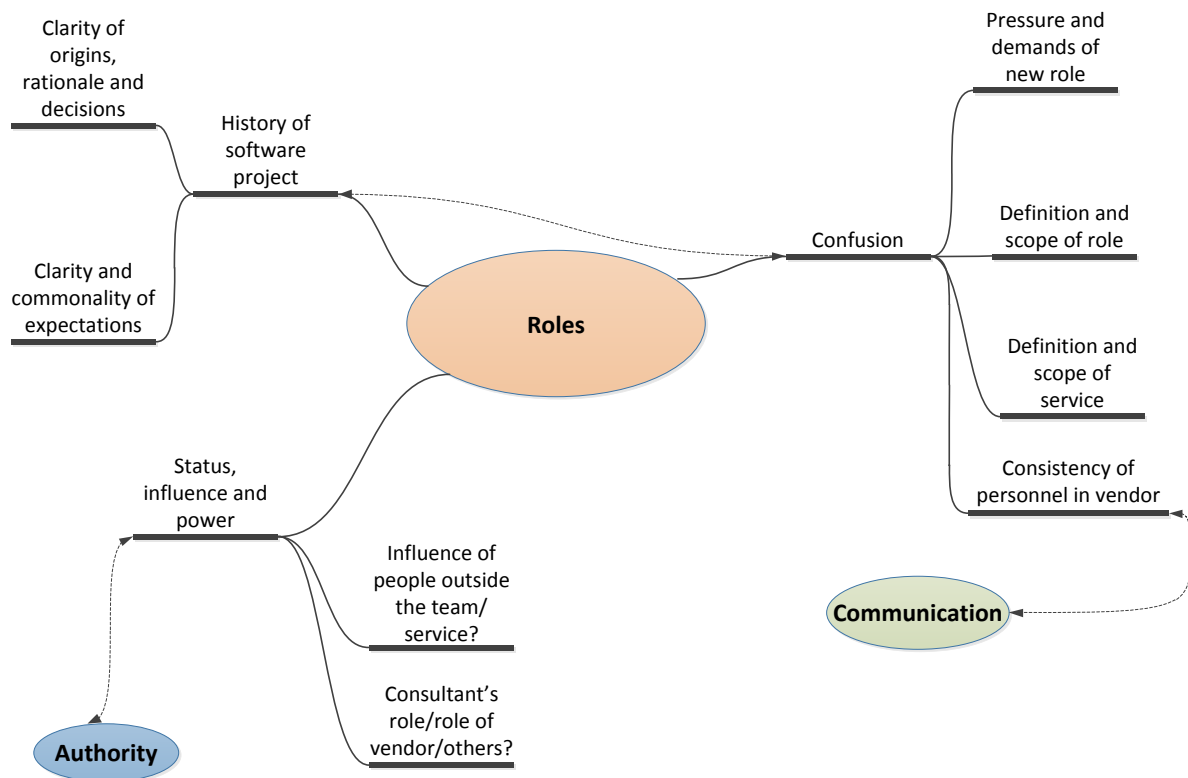 Clarity of
origins,
rationale and
decisions
History of
software
project
Clarity and
commonality of
expectations
Pressure and
demands of
new role
Confusion
Definition and
scope of role
Definition and
scope of
service
Consistency of
personnel in vendor
Roles
Status,
influence and
power
Influence of
people outside
the team/
service?
Consultant’s
role/role of
vendor/others?
Communication
Authority